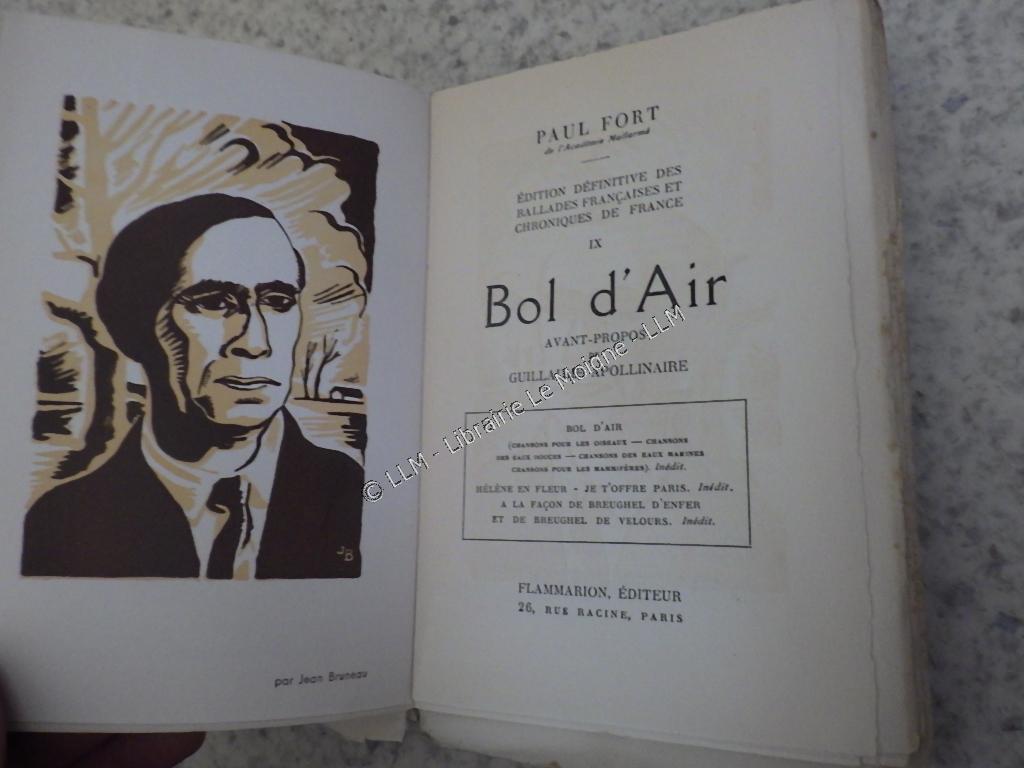 JB
par Jean Bruneau
PAUL FORT
de l'Académie Mallarmé
ÉDITION DÉFINITIVE DES
BALLADES FRANÇAISES ET
CHRONIQUES DE FRANCE
IX
Bol d'Air
AVANT-PROPOS
GUILLAUME APOLLINAIRE
BOL D'AIR
(CHANSONS POUR LES OISEAUX — CHANSONS
DES EAUX DOUCES — CHANSONS DES EAUX MARINES
CHANSONS POUR LES MAMMIFÈRES). Inédit.
HÉLÈNE EN FLEUR - JE T'OFFRE PARIS. Inédit.
A LA FAÇON DE BREUGHEL D'ENFER
ET DE BREUGHEL DE VELOURS. Inédit.
FLAMMARION, ÉDITEUR
26, RUE RACINE, PARIS
© LLM - Librairie Le Moigne - LLM